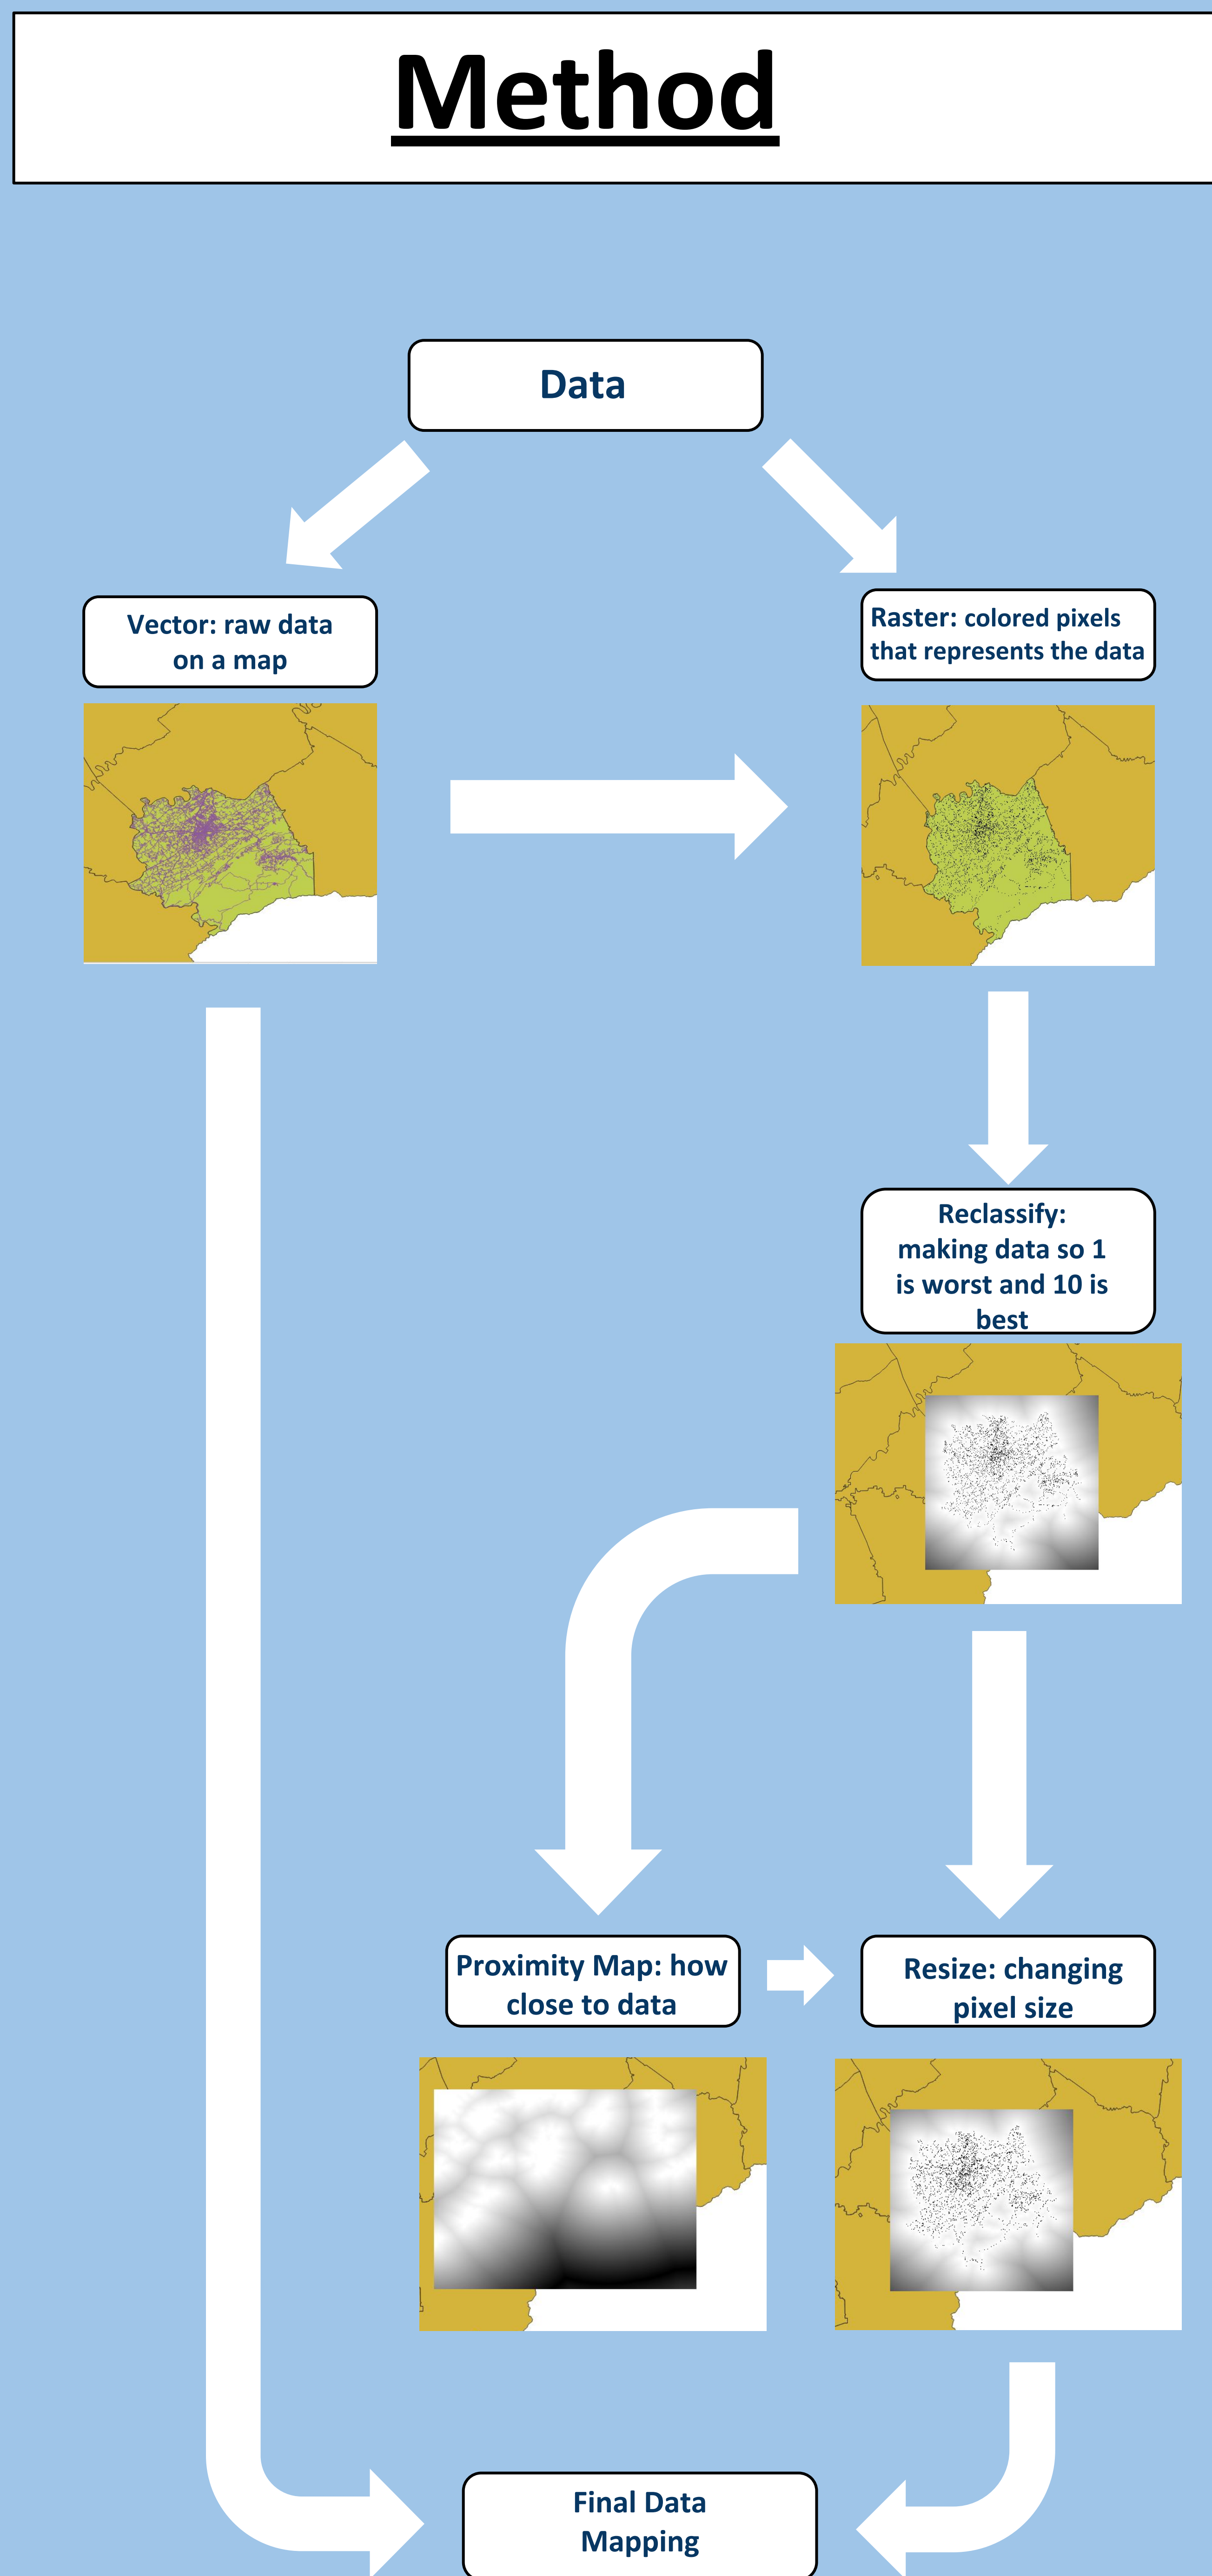 Method
Data
Vector: raw data
on a map
Raster: colored pixels
that represents the data
Reclassify:
making data so 1
is worst and 10 is
best
Proximity Map: how
close to data
Resize: changing
pixel size
Final Data
Mapping